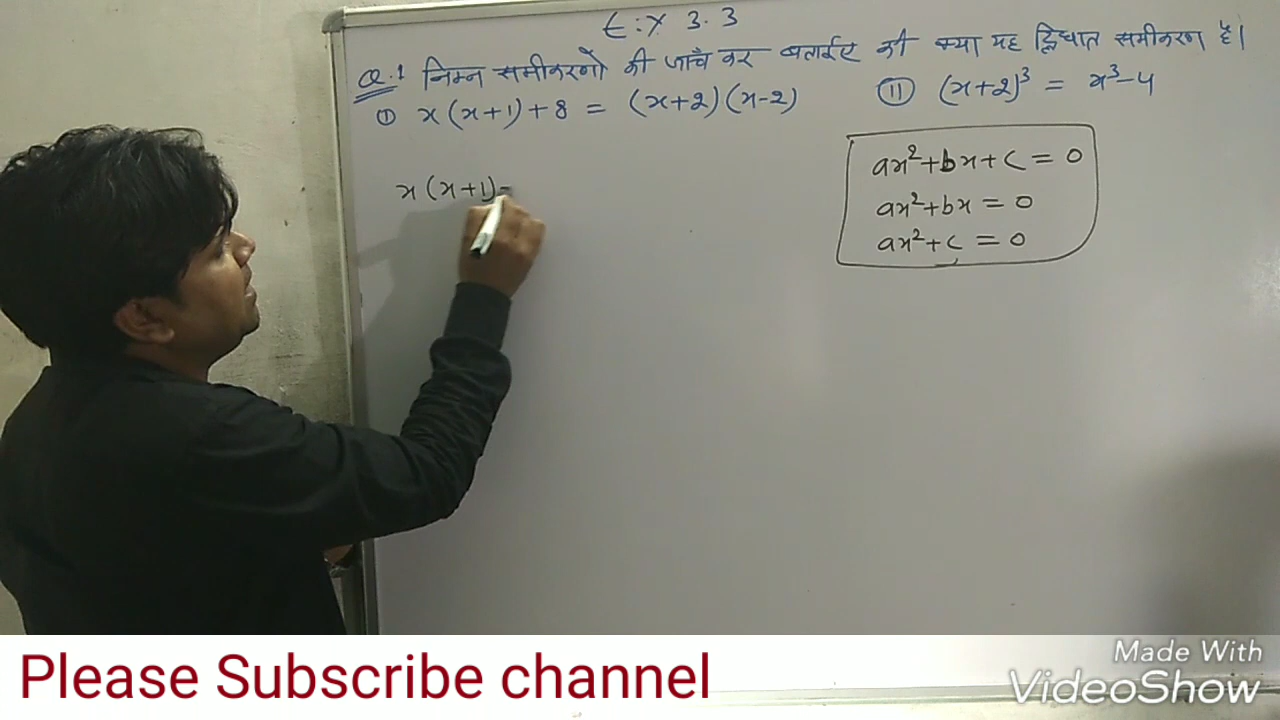 Ex 3.3
Q.1 निम्न समीकरणों की जाँच कर बताईए की क्या यह द्विघात समीकरण है।
① x(x+1)+8 = (x+2)(x-2) ⑪ (x+2)³ = x³-4
ax²+bx+c = 0
ax²+bx = 0
ax²+c = 0
x(x+1)-
Please Subscribe channel
Made With
VideoShow